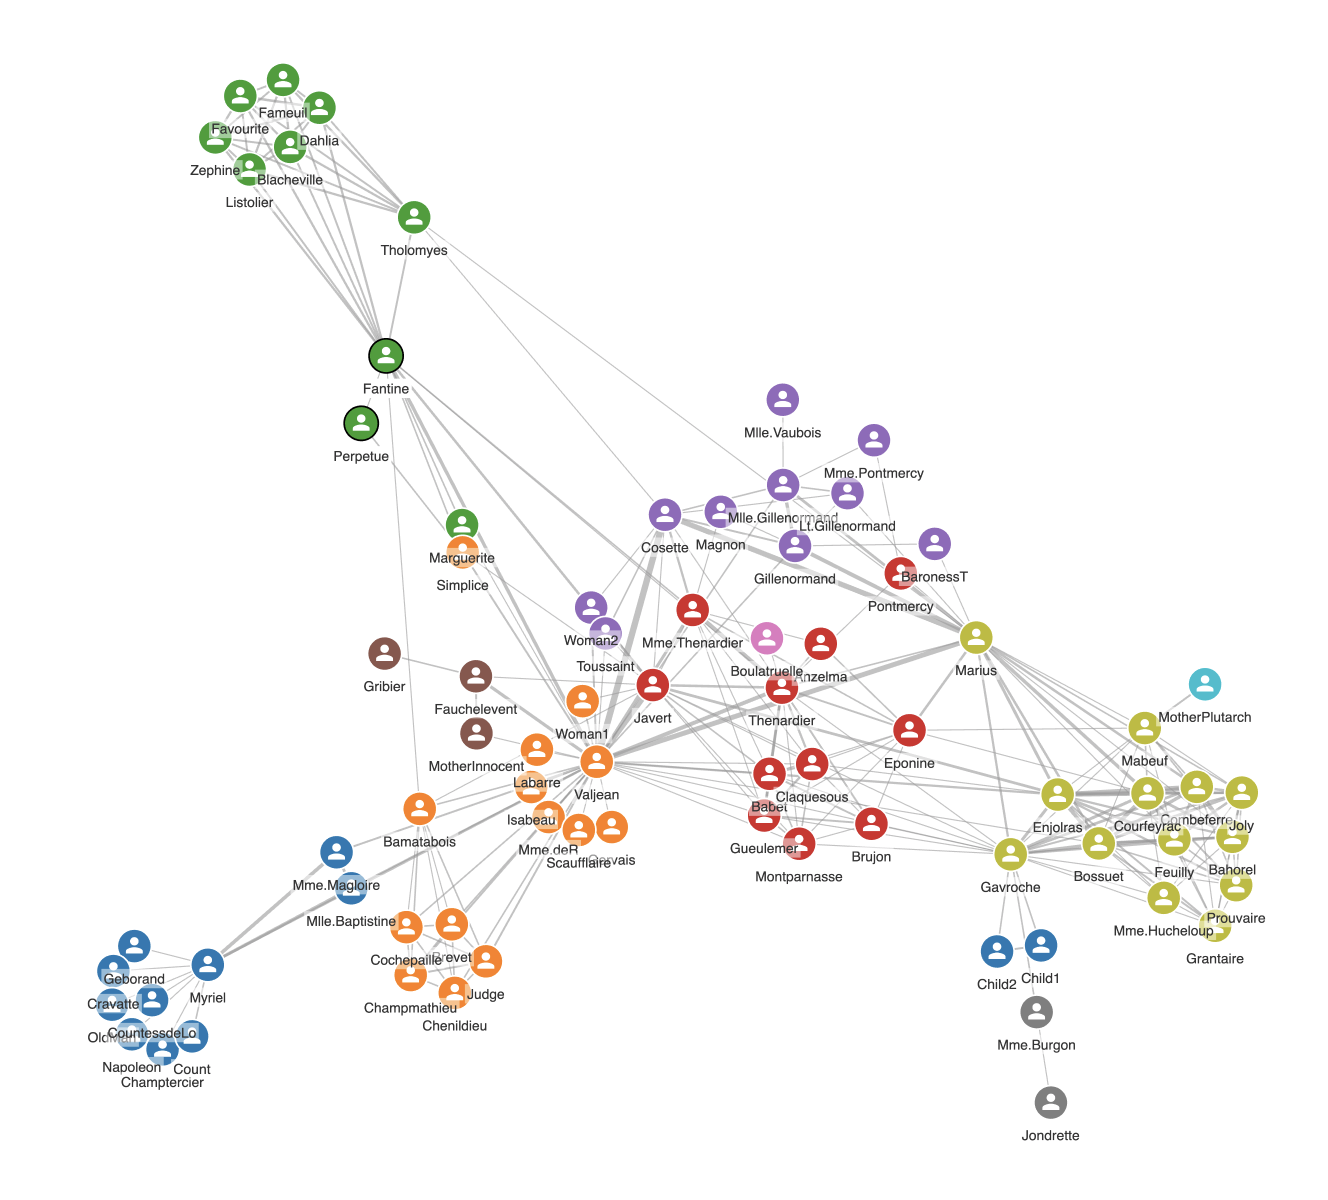 Fameuil
Favourite
Dahlia
Zephine
Blacheville
Listolier
Tholomyes
Fantine
Perpetue
Mlle.Vaubois
Mme.Pontmercy
Mlle.Gillenormand
Lt.Gillenormand
Cosette
Magnon
Marguerite
Gillenormand
BaronessT
Simplice
Pontmercy
Woman2
Mme.Thenardier
Toussaint
Boulatruelle
Anzelma
Marius
Gribier
Fauchelevent
Javert
Thenardier
MotherPlutarch
Woman1
MotherInnocent
Eponine
Mabeuf
Labarre
Valjean
Claquesous
Babet
Isabeau
Enjolras
Courfeyrac
Combeferre
Joly
Bamatabois
Mme.deR
Scaufflaire
Gervais
Gueulemer
Brujon
Montparnasse
Bossuet
Feuilly
Bahorel
Mme.Magloire
Gavroche
Mlle.Baptistine
Prouvaire
Mme.Hucheloup
Cochepaille
Brevet
Grantaire
Geborand
Myriel
Judge
Child2
Child1
Cravatte
Champmathieu
Chenildieu
CountessdeLo
OldMan
Mme.Burgon
Napoleon
Count
Champtercier
Jondrette